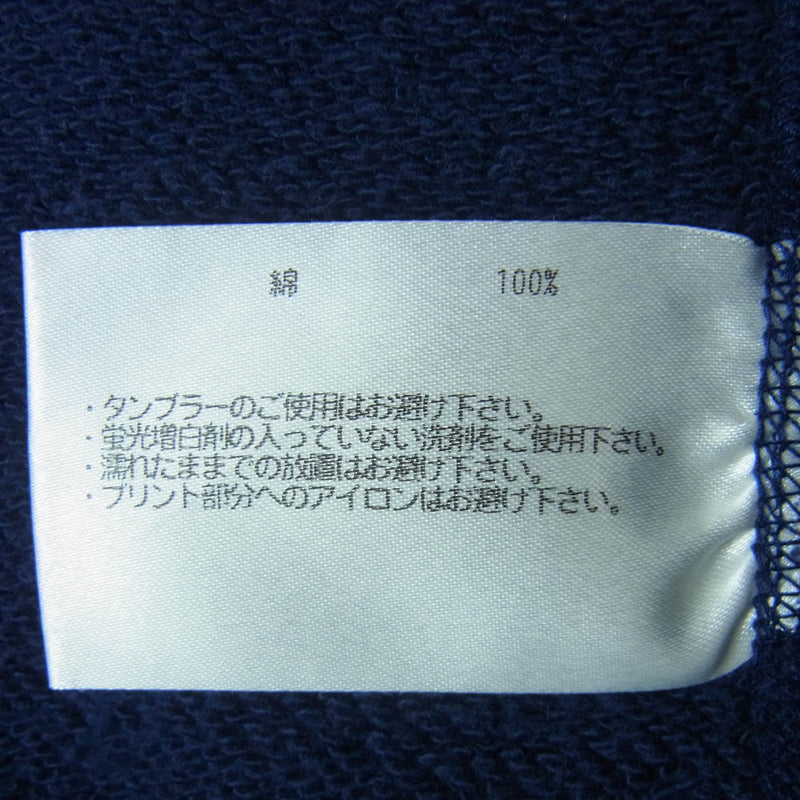 綿 100%
・タンブラーのご使用はお避け下さい。
・蛍光増白剤の入っていない洗剤をご使用下さい。
・濡れたままでの放置はお避け下さい。
・プリント部分へのアイロンはお避け下さい。